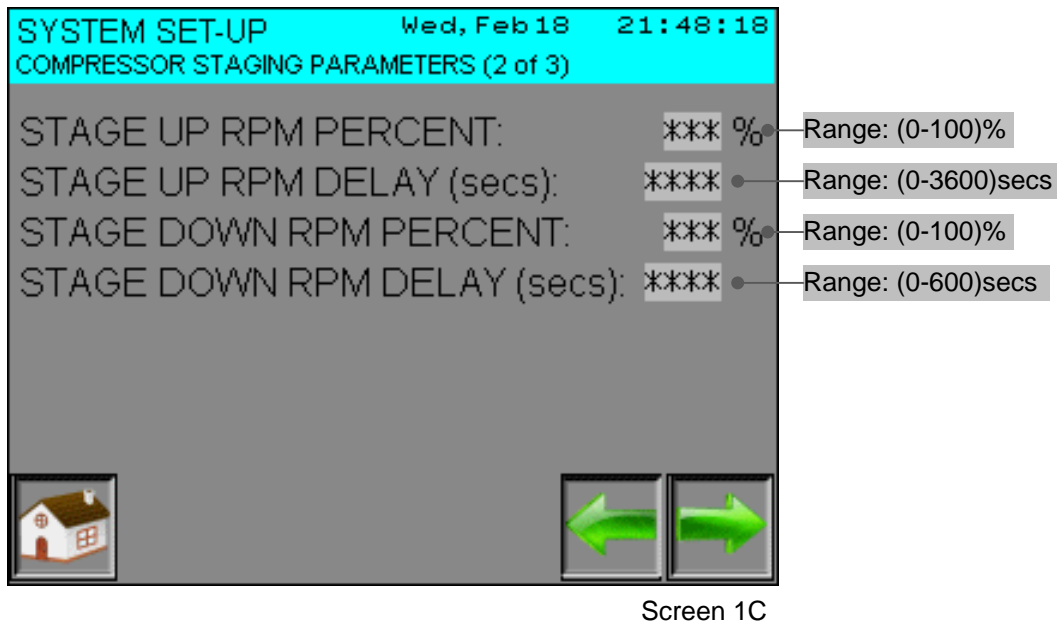 SYSTEM SET-UP Wed, Feb 18 21:48:18
COMPRESSOR STAGING PARAMETERS (2 of 3)
STAGE UP RPM PERCENT: *** % Range: (0-100)%
STAGE UP RPM DELAY (secs): **** Range: (0-3600)secs
STAGE DOWN RPM PERCENT: *** % Range: (0-100)%
STAGE DOWN RPM DELAY (secs): **** Range: (0-600)secs
Screen 1C